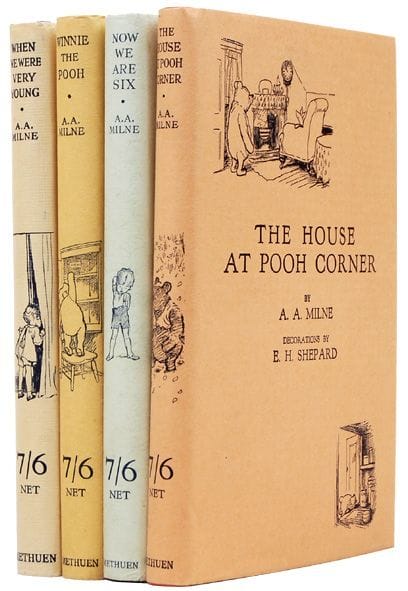 WHEN
WE WERE
VERY
YOUNG
A.A.
MILNE
7/6
NET
METHUEN
WINNIE
THE
POOH
A.A.
MILNE
7/6
NET
METHUEN
NOW
WE
ARE
SIX
A.A.
MILNE
7/6
NET
METHUEN
THE
HOUSE
AT POOH
CORNER
A.A.
MILNE
7/6
NET
METHUEN
THE HOUSE
AT POOH CORNER
BY
A. A. MILNE
DECORATIONS BY
E. H. SHEPARD